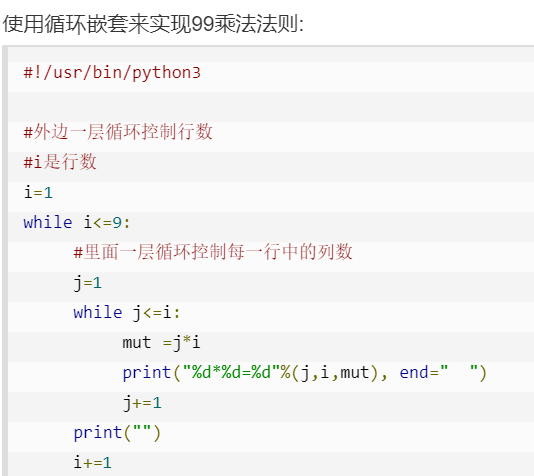 使用循环嵌套来实现99乘法法则:
#!/usr/bin/python3
#外边一层循环控制行数
#i是行数
i=1
while i<=9:
     #里面一层循环控制每一行中的列数
     j=1
     while j<=i:
          mut =j*i
          print("%d*%d=%d"%(j,i,mut), end="  ")
          j+=1
     print("")
     i+=1